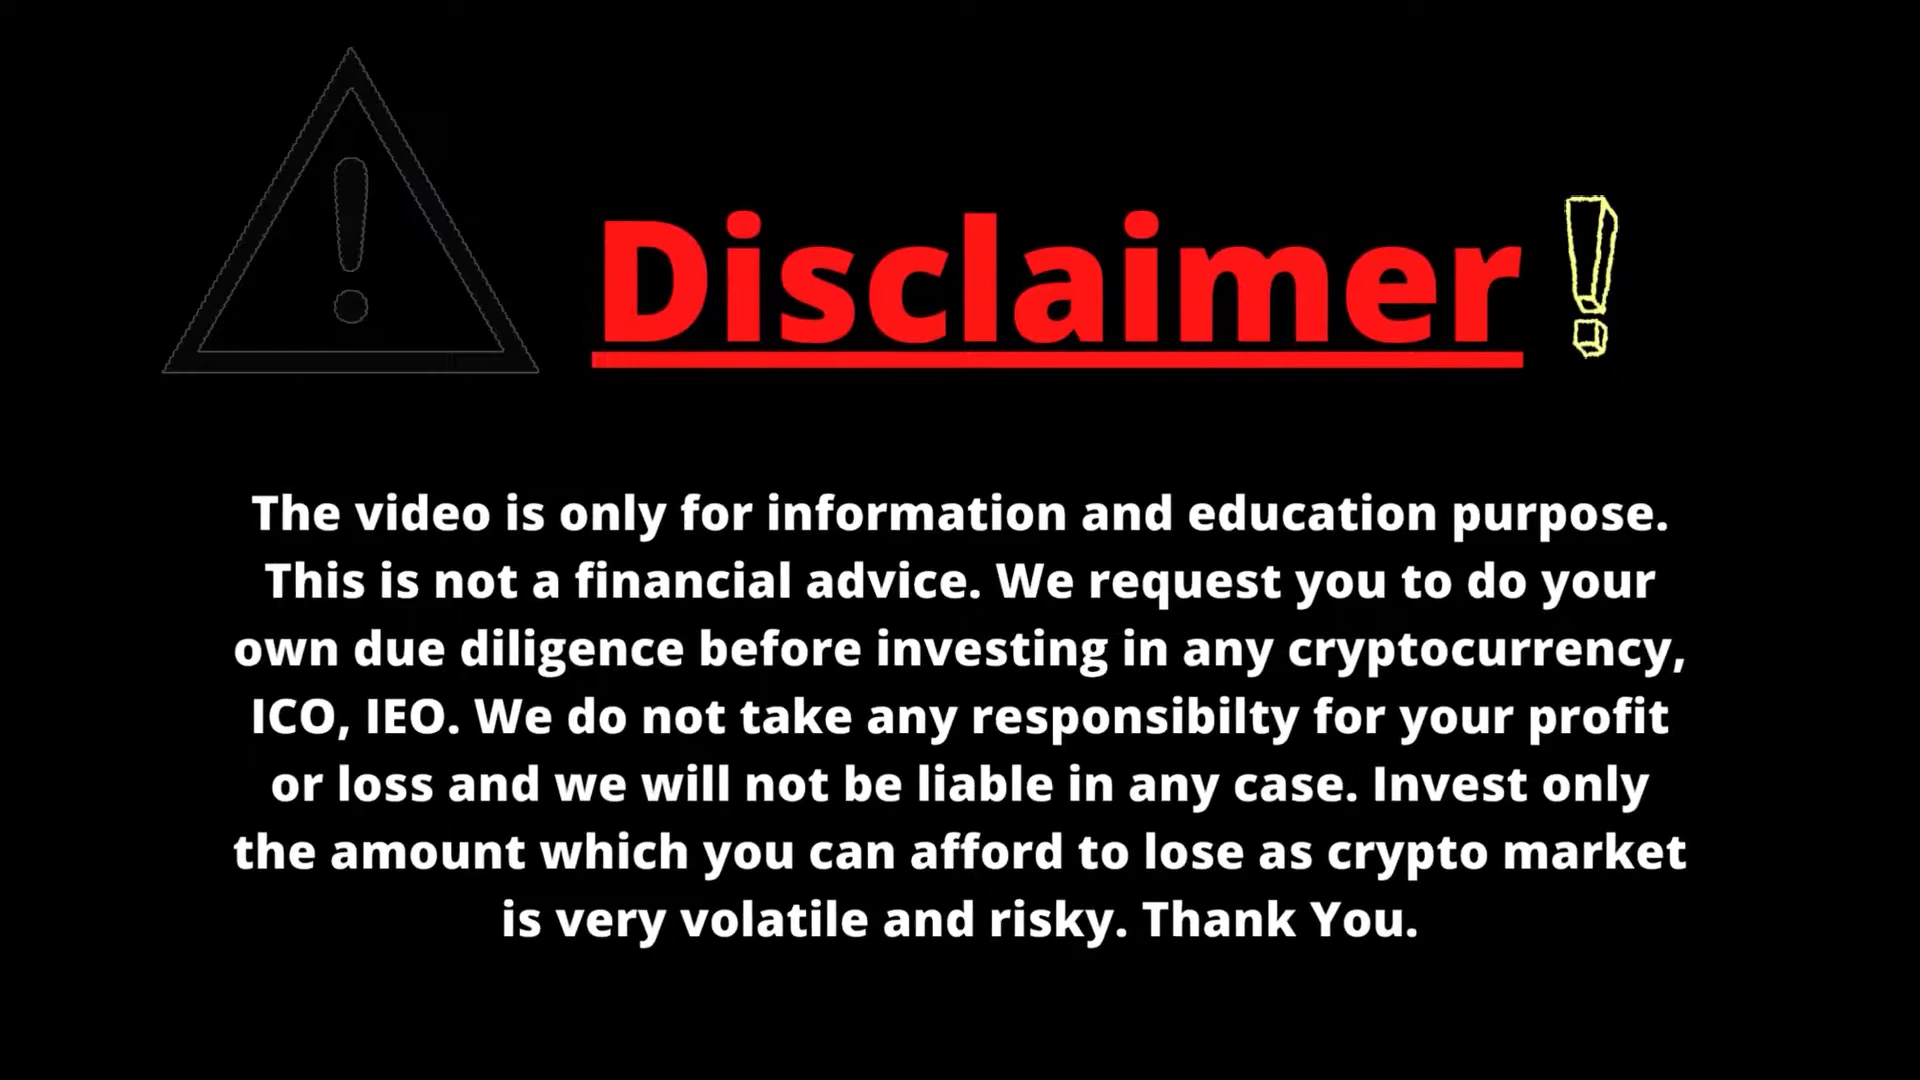 Disclaimer!
The video is only for information and education purpose.
This is not a financial advice. We request you to do your
own due diligence before investing in any cryptocurrency,
ICO, IEO. We do not take any responsibilty for your profit
or loss and we will not be liable in any case. Invest only
the amount which you can afford to lose as crypto market
is very volatile and risky. Thank You.